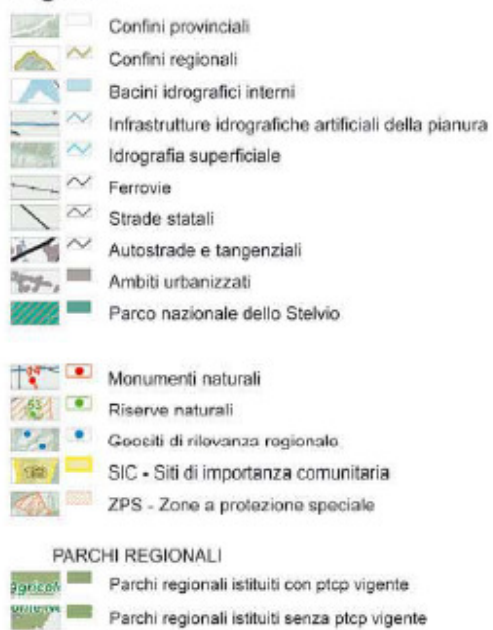 Confini provinciali
Confini regionali
Bacini idrografici interni
Infrastrutture idrografiche artificiali della pianura
Idrografia superficiale
Ferrovie
Strade statali
Autostrade e tangenziali
Ambiti urbanizzati
Parco nazionale dello Stelvio
Monumenti naturali
Riserve naturali
Geositi di rilevanza regionale
SIC - Siti di importanza comunitaria
ZPS - Zone a protezione speciale
PARCHI REGIONALI
Agricol
Parchi regionali istituiti con ptcp vigente
Parchi regionali istituiti senza ptcp vigente